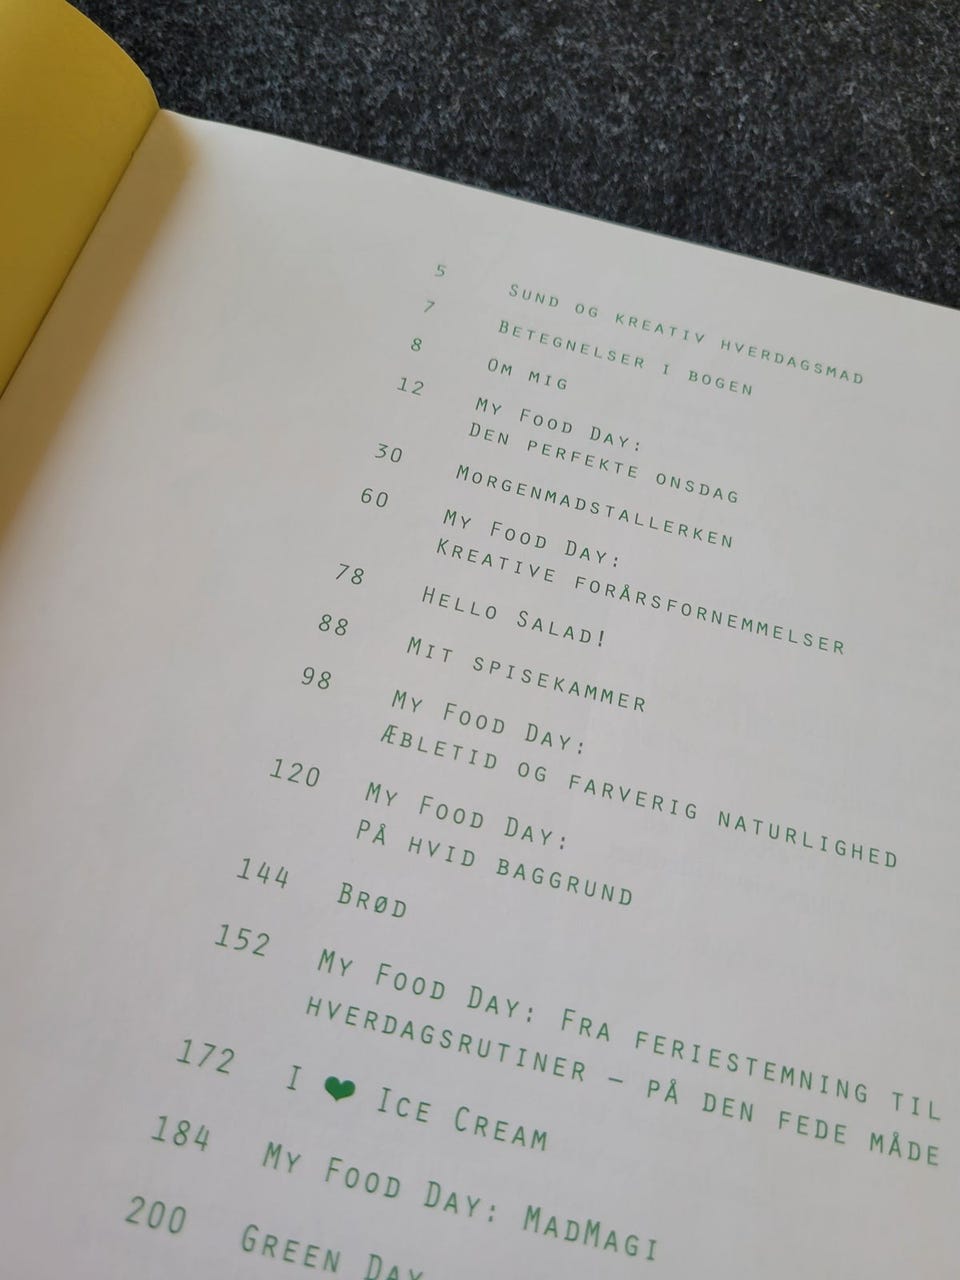 5 Sund og kreativ hverdagsmad
7 Betegnelser i bogen
8 Om mig
12 My Food Day:
Den perfekte onsdag
30 Morgenmadstallerken
60 My Food Day:
Kreative forårsfornemmelser
78 Hello Salad!
88 Mit spisekammer
98 My Food Day:
Æbletid og farverig naturlighed
120 My Food Day:
på hvid baggrund
144 Brød
152 My Food Day: Fra feriestemning til
hverdagsrutiner – på den fede måde
172 I ♥ Ice Cream
184 My Food Day: MadMagi
200 Green Day